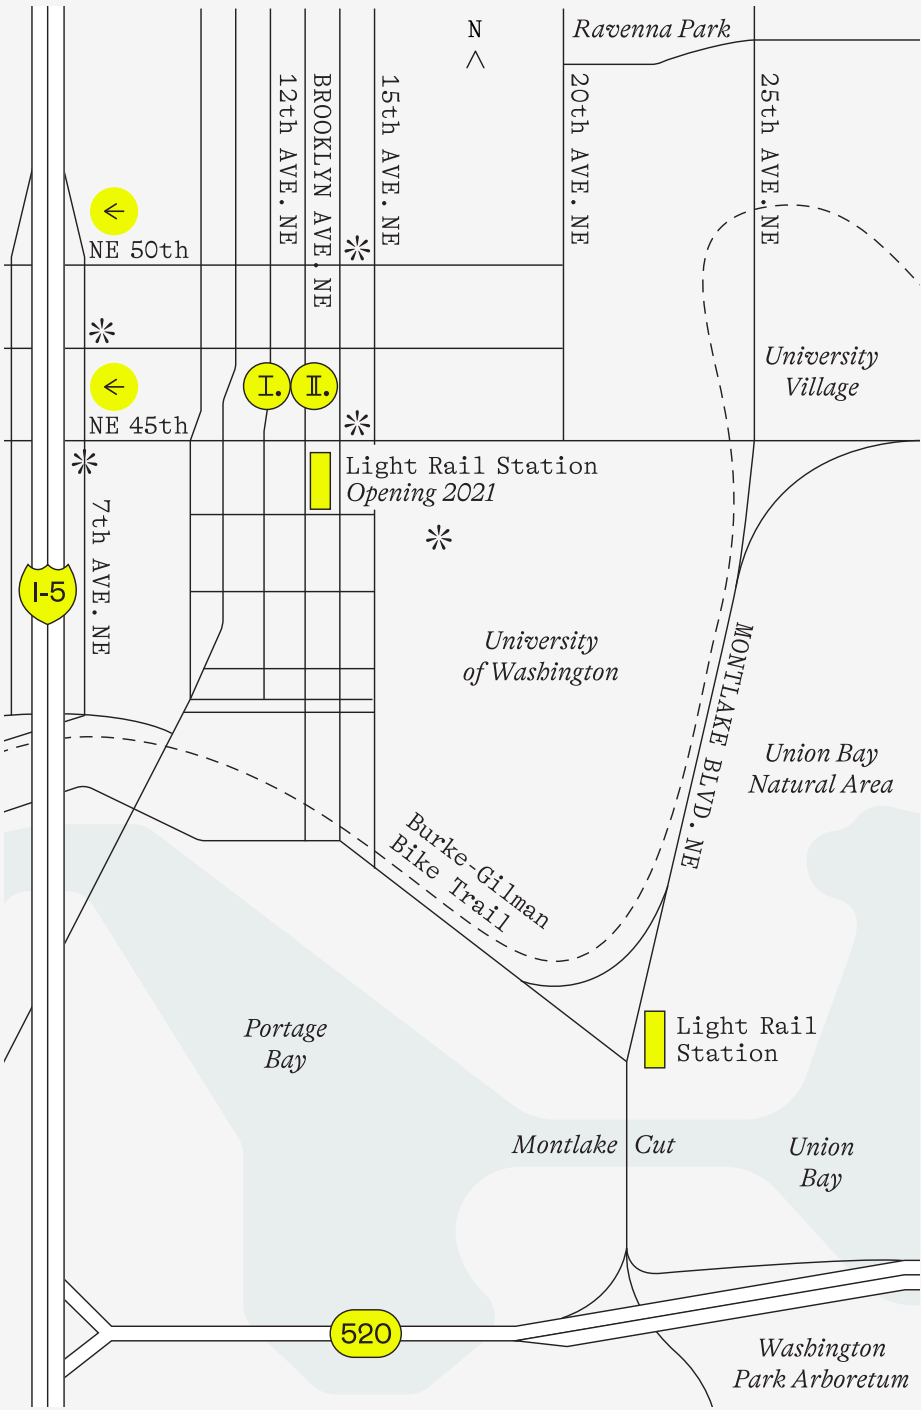 N
Ravenna Park
12th AVE. NE
BROOKLYN AVE. NE
15th AVE. NE
20th AVE. NE
25th AVE. NE
NE 50th
University
Village
I.
II.
NE 45th
Light Rail Station
Opening 2021
7th AVE. NE
I-5
University
of Washington
MONTLAKE BLVD. NE
Union Bay
Natural Area
Burke-Gilman
Bike Trail
Portage
Bay
Light Rail
Station
Montlake Cut
Union
Bay
520
Washington
Park Arboretum